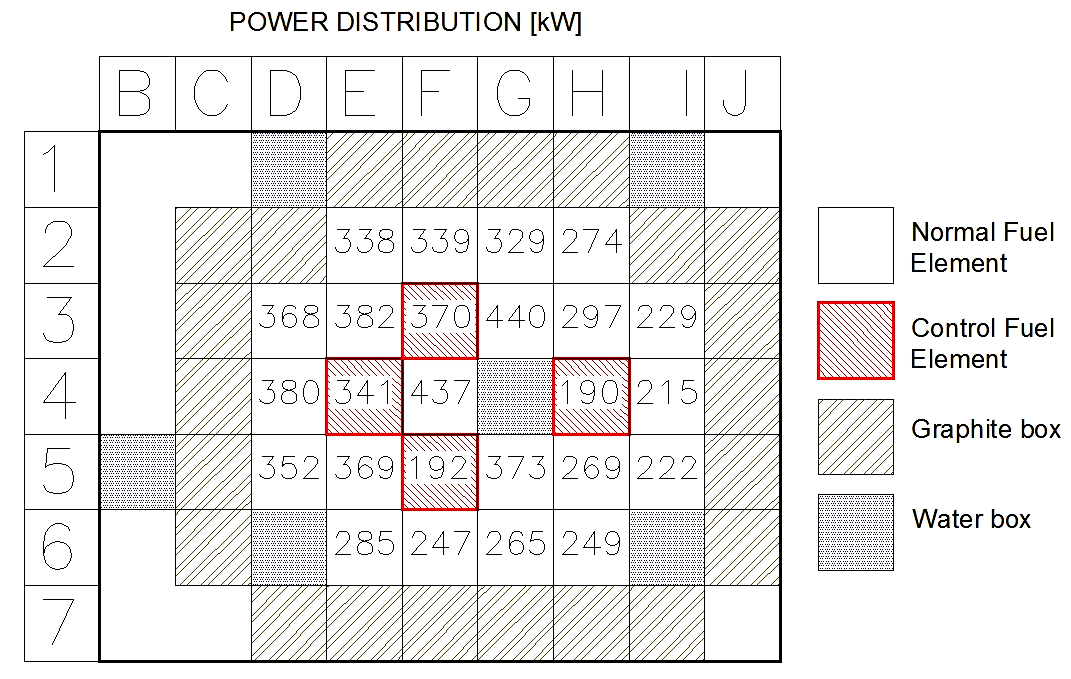 POWER DISTRIBUTION [kW]
B C D E F G H I J
1
2 338 339 329 274
3 368 382 370 440 297 229
4 380 341 437 190 215
5 352 369 192 373 269 222
6 285 247 265 249
7
Normal Fuel
Element
Control Fuel
Element
Graphite box
Water box